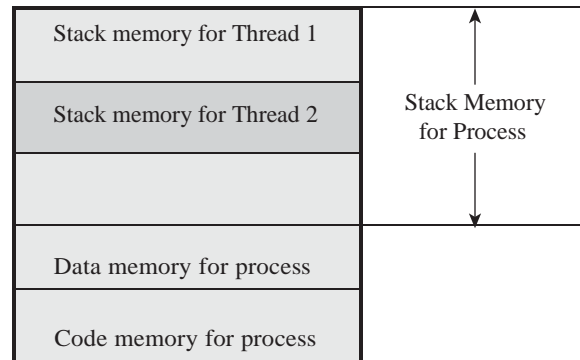 Stack memory for Thread 1
Stack memory for Thread 2
Stack Memory
for Process
Data memory for process
Code memory for process